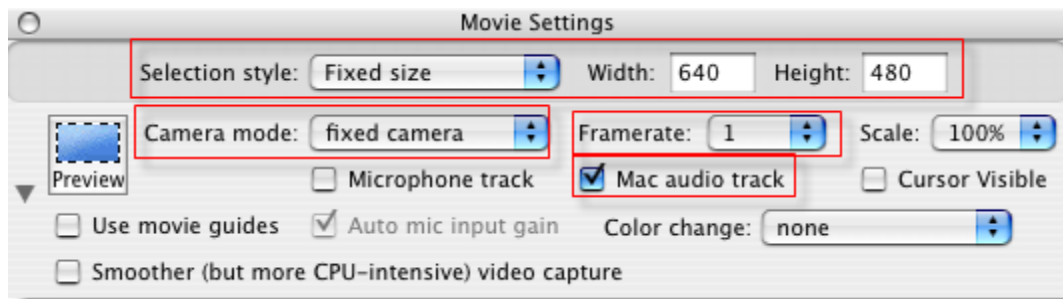 Movie Settings
Selection style: Fixed size Width: 640 Height: 480
Camera mode: fixed camera Framerate: 1 Scale: 100%
Preview Microphone track Mac audio track Cursor Visible
Use movie guides Auto mic input gain Color change: none
Smoother (but more CPU-intensive) video capture